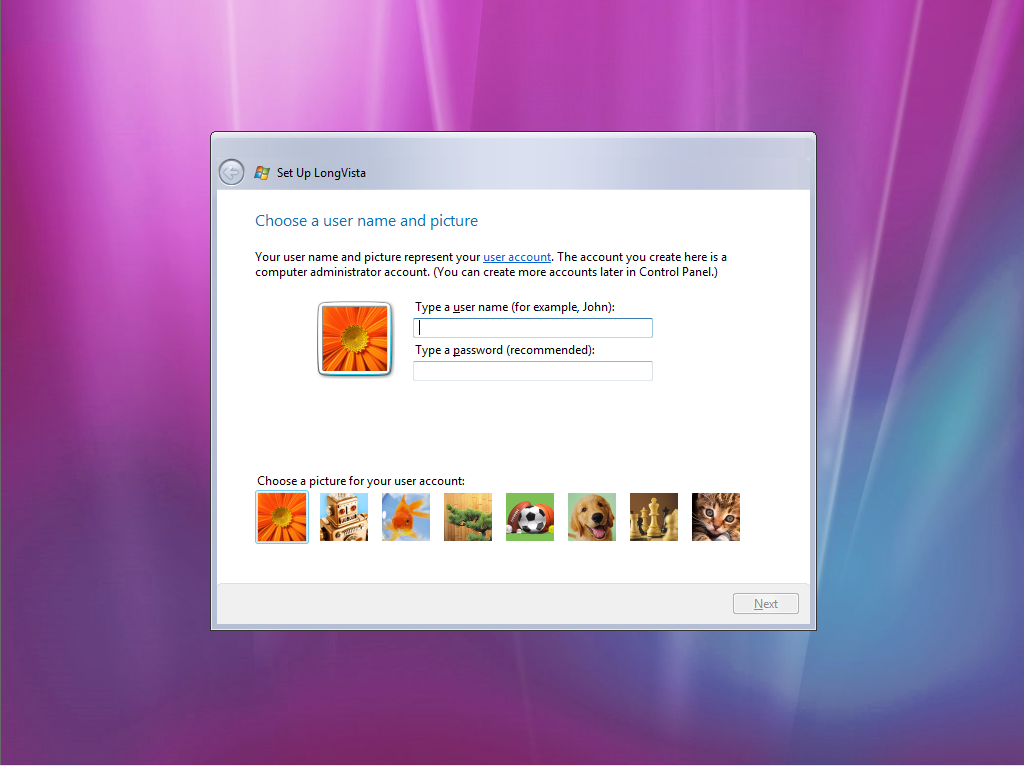 Set Up LongVista
Choose a user name and picture
Your user name and picture represent your user account. The account you create here is a
computer administrator account. (You can create more accounts later in Control Panel.)
Type a user name (for example, John):
Type a password (recommended):
Choose a picture for your user account:
Next